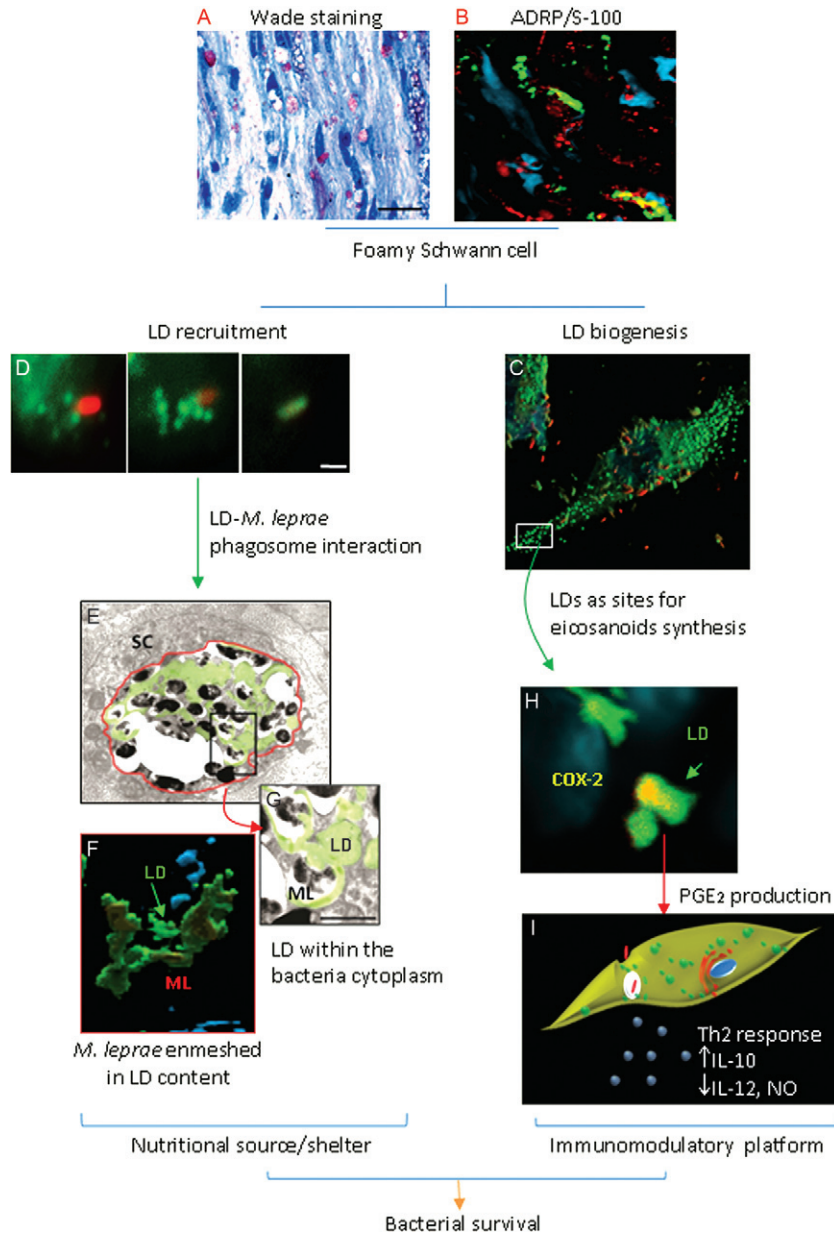 A Wade staining
B ADRP/S-100
Foamy Schwann cell
LD recruitment
LD biogenesis
D
C
LD-M. leprae
phagosome interaction
LDs as sites for
eicosanoids synthesis
E
SC
G
LD
ML
F
LD
ML
LD within the
bacteria cytoplasm
M. leprae enmeshed
in LD content
H
LD
COX-2
PGE2 production
I
Th2 response
↑IL-10
↓IL-12, NO
Nutritional source/shelter
Immunomodulatory platform
Bacterial survival